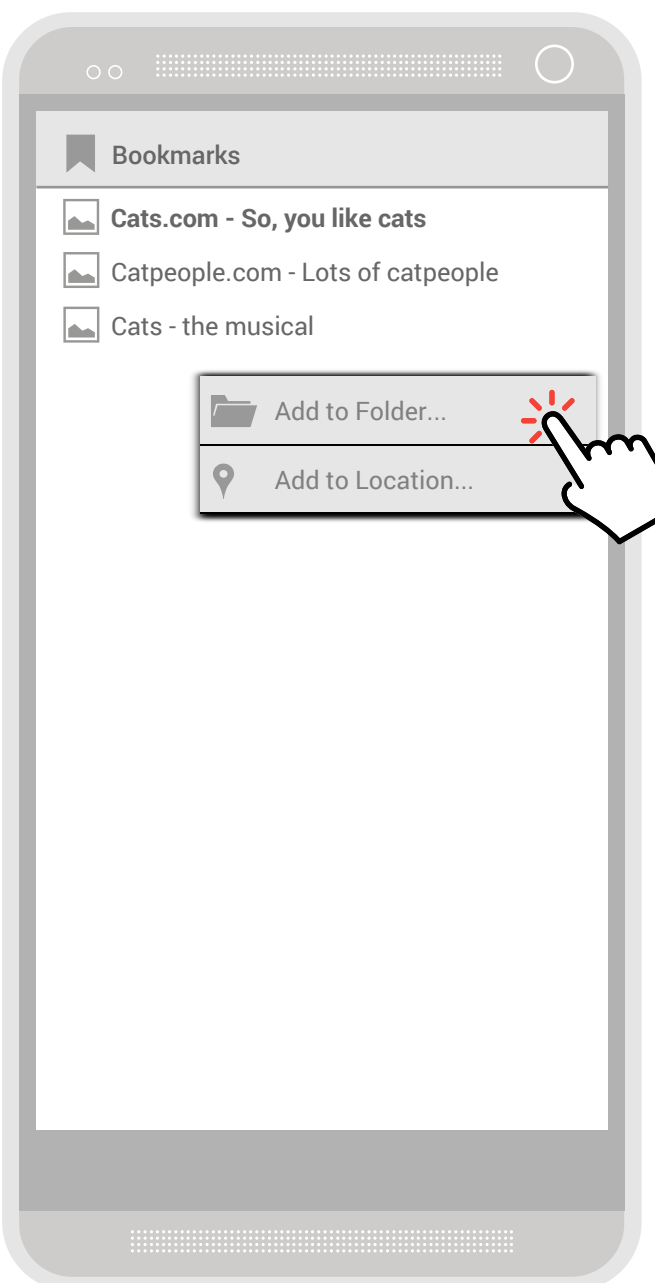 Bookmarks
Cats.com - So, you like cats
Catpeople.com - Lots of catpeople
Cats - the musical
Add to Folder...
Add to Location...